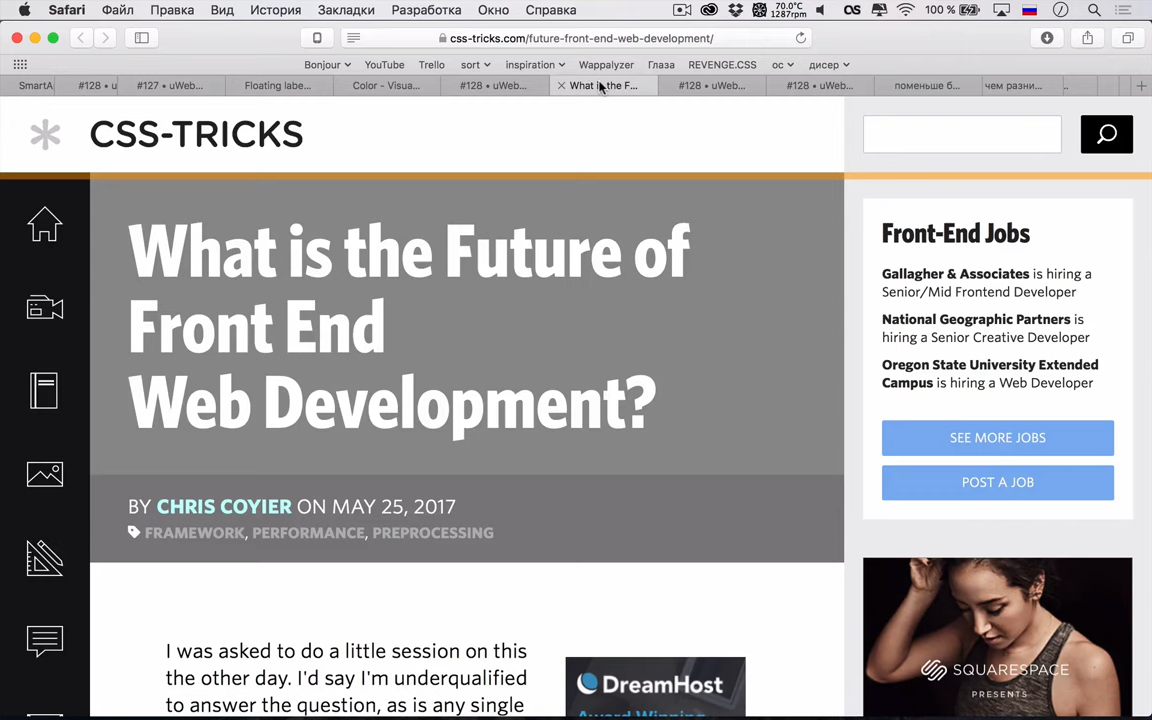 Safari Файл Правка Вид История Закладки Разработка Окно Справка 70.0°C 1287rpm 100 %
css-tricks.com/future-front-end-web-development/
Bonjour YouTube Trello sort inspiration Wappalyzer Глаза REVENGE.CSS ос дисер
SmartA #128 • u #127 • uWeb... Floating labe... Color - Visua... #128 • uWeb... What is the F... #128 • uWeb... #128 • uWeb... поменьше б... чем разни... ..
CSS-TRICKS
What is the Future of
Front End
Web Development?
BY CHRIS COYIER ON MAY 25, 2017
FRAMEWORK, PERFORMANCE, PREPROCESSING
I was asked to do a little session on this
the other day. I'd say I'm underqualified
to answer the question, as is any single
DreamHost
Award Winning
Front-End Jobs
Gallagher & Associates is hiring a
Senior/Mid Frontend Developer
National Geographic Partners is
hiring a Senior Creative Developer
Oregon State University Extended
Campus is hiring a Web Developer
SEE MORE JOBS
POST A JOB
SQUARESPACE
PRESENTS